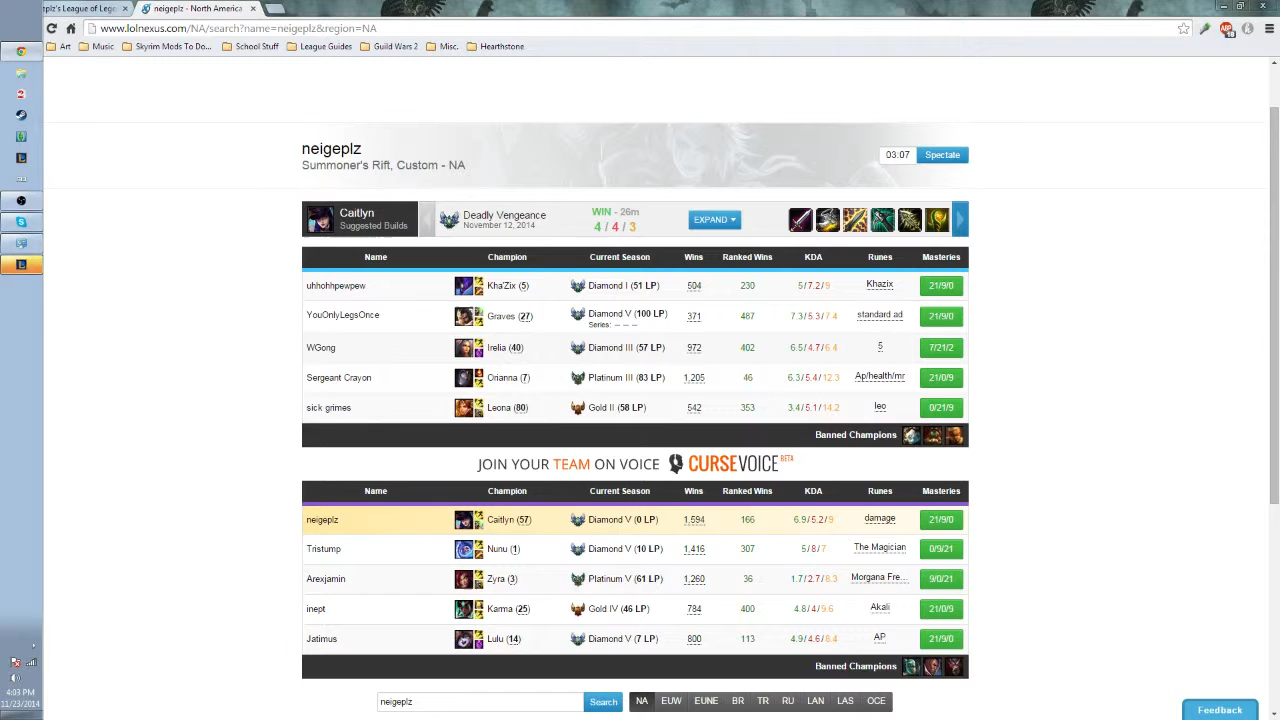 eplz's League of Lege
neigeplz - North America
www.lolnexus.com/NA/search?name=neigeplz&region=NA
Art Music Skyrim Mods To Do... School Stuff League Guides Guild Wars 2 Misc. Hearthstone
neigeplz
Summoner's Rift, Custom - NA
03:07 Spectate
Caitlyn
Suggested Builds
Deadly Vengeance
November 12, 2014
WIN - 26m
4 / 4 / 3
EXPAND
Name Champion Current Season Wins Ranked Wins KDA Runes Masteries
uhhohhpewpew Kha'Zix (5) Diamond I (51 LP) 504 230 5/7.2/9 Khazix 21/9/0
YouOnlyLegsOnce Graves (27) Diamond V (100 LP) 371 487 7.3/5.3/7.4 standard ad 21/9/0
Series: – – –
WGong Irelia (40) Diamond III (57 LP) 972 402 6.5/4.7/6.4 5 7/21/2
Sergeant Crayon Orianna (7) Platinum III (83 LP) 1,205 46 6.3/5.4/12.3 Ap/health/mr 21/0/9
sick grimes Leona (80) Gold II (58 LP) 542 353 3.4/5.1/14.2 leo 0/21/9
Banned Champions
JOIN YOUR TEAM ON VOICE CURSEVOICE BETA
Name Champion Current Season Wins Ranked Wins KDA Runes Masteries
neigeplz Caitlyn (57) Diamond V (0 LP) 1,594 166 6.9/5.2/9 damage 21/9/0
Tristump Nunu (1) Diamond V (10 LP) 1,416 307 5/8/7 The Magician 0/9/21
Arexjamin Zyra (3) Platinum V (61 LP) 1,260 36 1.7/2.7/8.3 Morgana Fre... 9/0/21
inept Karma (25) Gold IV (46 LP) 784 400 4.8/4/9.6 Akali 21/0/9
Jatimus Lulu (14) Diamond V (7 LP) 800 113 4.9/4.6/8.4 AP 21/9/0
Banned Champions
neigeplz Search NA EUW EUNE BR TR RU LAN LAS OCE
4:03 PM
11/23/2014
Feedback